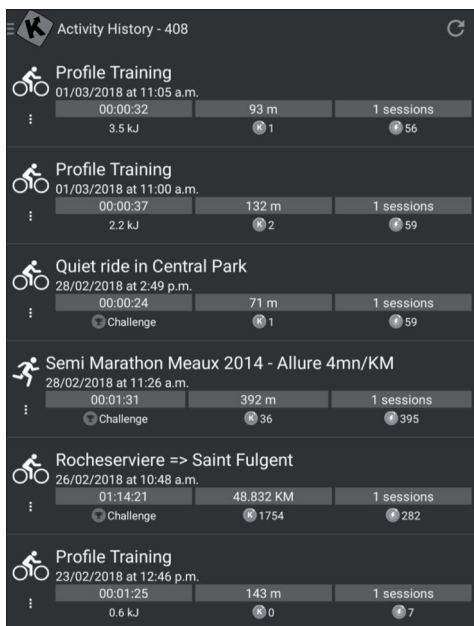 K Activity History - 408
Profile Training
01/03/2018 at 11:05 a.m.
00:00:32 93 m 1 sessions
3.5 kJ K 1 56
Profile Training
01/03/2018 at 11:00 a.m.
00:00:37 132 m 1 sessions
2.2 kJ K 2 59
Quiet ride in Central Park
28/02/2018 at 2:49 p.m.
00:00:24 71 m 1 sessions
Challenge K 1 59
Semi Marathon Meaux 2014 - Allure 4mn/KM
28/02/2018 at 11:26 a.m.
00:01:31 392 m 1 sessions
Challenge K 36 395
Rocheserviere => Saint Fulgent
26/02/2018 at 10:48 a.m.
01:14:21 48.832 KM 1 sessions
Challenge K 1754 282
Profile Training
23/02/2018 at 12:46 p.m.
00:01:25 143 m 1 sessions
0.6 kJ K 0 7